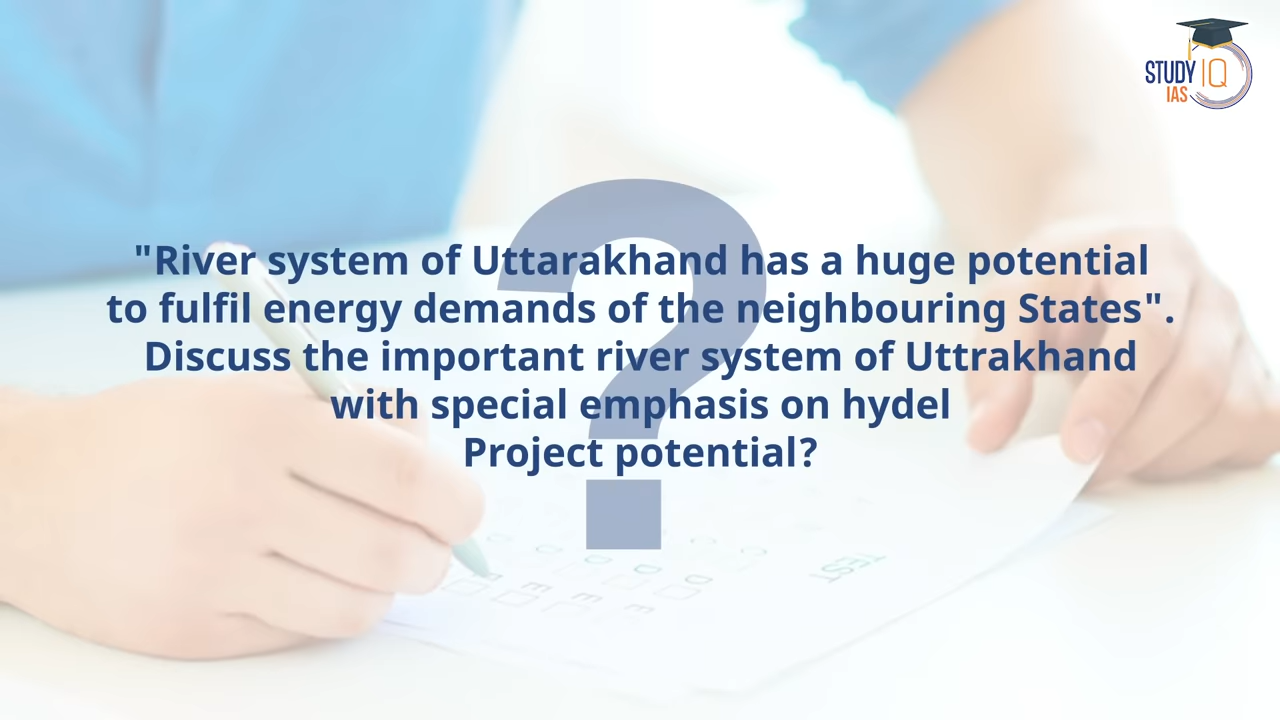 STUDY IQ
IAS
"River system of Uttarakhand has a huge potential
to fulfil energy demands of the neighbouring States".
Discuss the important river system of Uttrakhand
with special emphasis on hydel
Project potential?
?
TEST